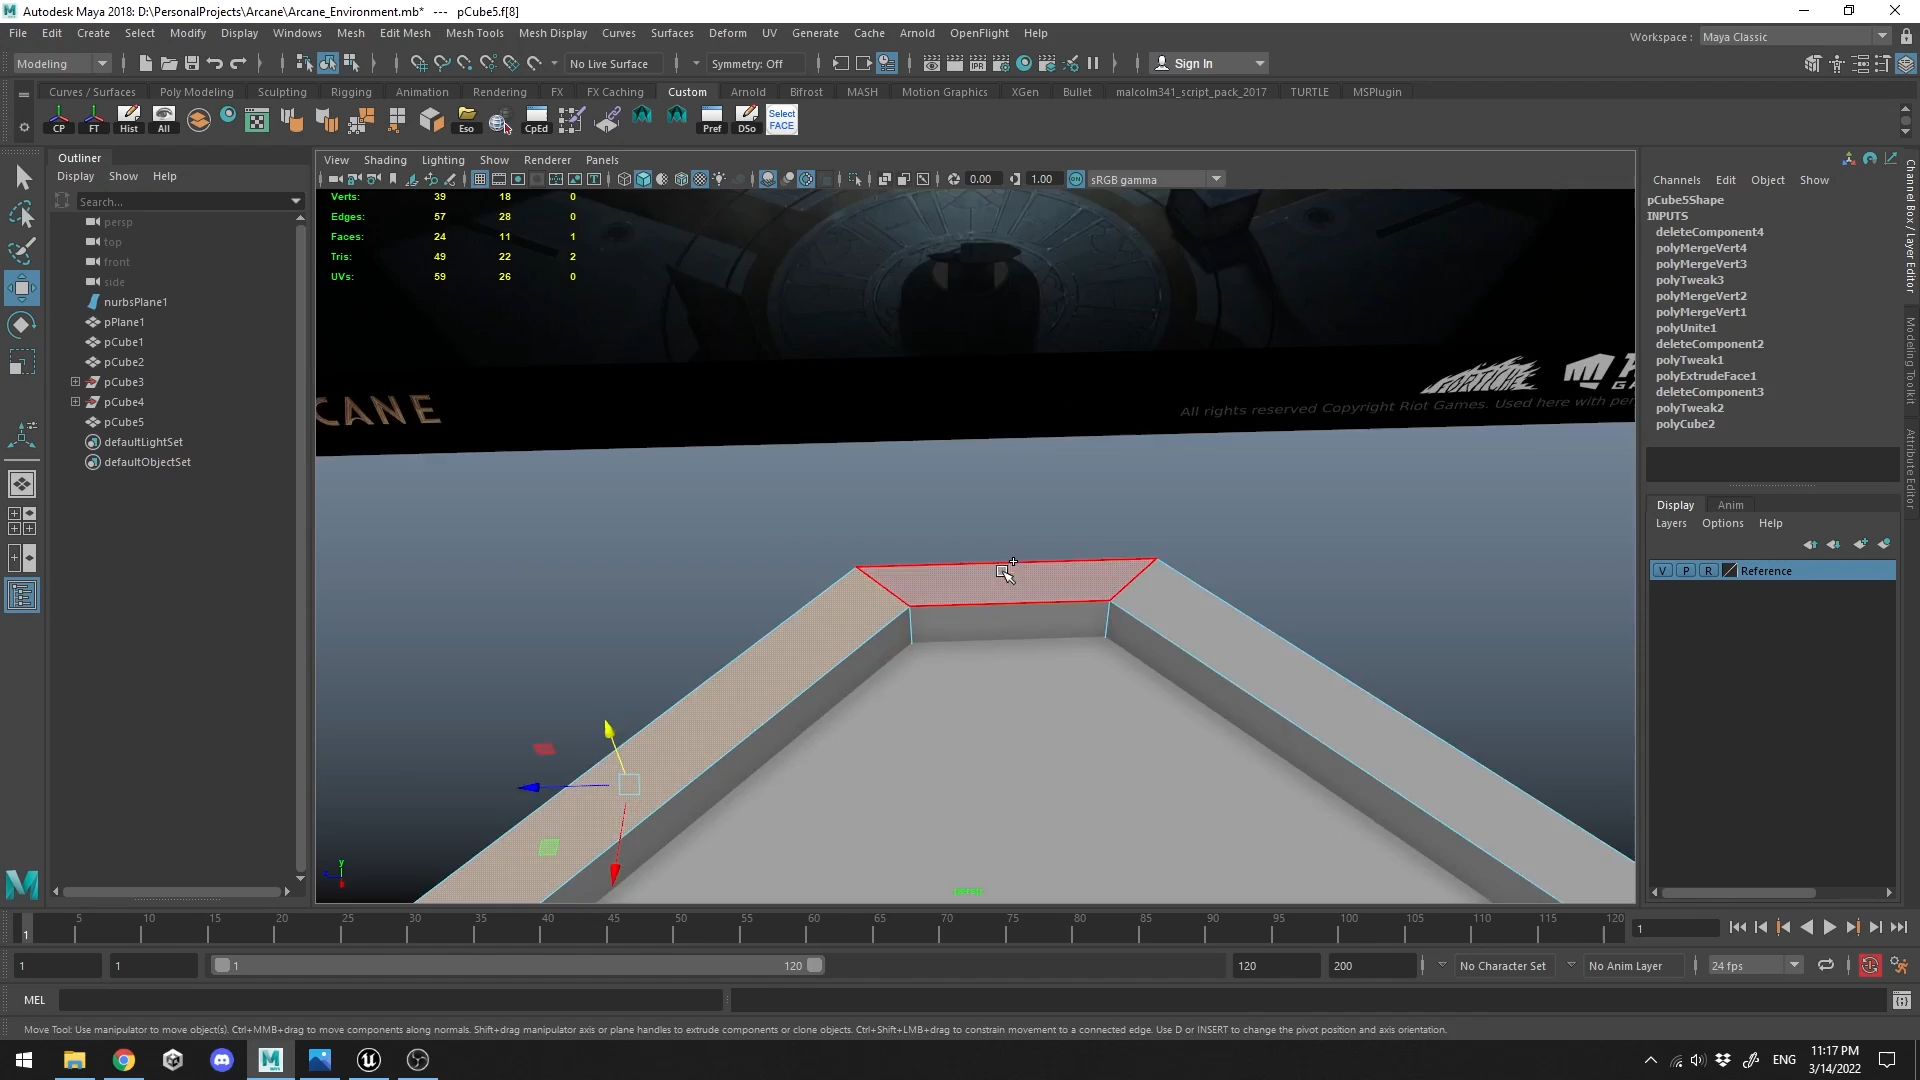 Autodesk Maya 2018: D:\PersonalProjects\Arcane\Arcane_Environment.mb* --- pCube5.f[8]
File Edit Create Select Modify Display Windows Mesh Edit Mesh Mesh Tools Mesh Display Curves Surfaces Deform UV Generate Cache Arnold OpenFlight Help
Workspace : Maya Classic
Modeling No Live Surface Symmetry: Off Sign In
Curves / Surfaces Poly Modeling Sculpting Rigging Animation Rendering FX FX Caching Custom Arnold Bifrost MASH Motion Graphics XGen Bullet malcolm341_script_pack_2017 TURTLE MSPlugin
CP FT Hist All Eso CpEd Pref DSo Select FACE
Outliner
Display Show Help
Search...
persp
top
front
side
nurbsPlane1
pPlane1
pCube1
pCube2
pCube3
pCube4
pCube5
defaultLightSet
defaultObjectSet
View Shading Lighting Show Renderer Panels
0.00 1.00 ON sRGB gamma
Verts: 39 18 0
Edges: 57 28 0
Faces: 24 11 1
Tris: 49 22 2
UVs: 59 26 0
CANE
FORTICHE
All rights reserved Copyright Riot Games. Used here with per
persp
Channels Edit Object Show
pCube5Shape
INPUTS
deleteComponent4
polyMergeVert4
polyMergeVert3
polyTweak3
polyMergeVert2
polyMergeVert1
polyUnite1
deleteComponent2
polyTweak1
polyExtrudeFace1
deleteComponent3
polyTweak2
polyCube2
Channel Box / Layer Editor
Modeling Toolkit
Attribute Editor
Display Anim
Layers Options Help
V P R Reference
5 10 15 20 25 30 35 40 45 50 55 60 65 70 75 80 85 90 95 100 105 110 115 120
1 1
1 1 1 120 120 200 No Character Set No Anim Layer 24 fps
MEL
Move Tool: Use manipulator to move object(s). Ctrl+MMB+drag to move components along normals. Shift+drag manipulator axis or plane handles to extrude components or clone objects. Ctrl+Shift+LMB+drag to constrain movement to a connected edge. Use D or INSERT to change the pivot position and axis orientation.
ENG
11:17 PM
3/14/2022